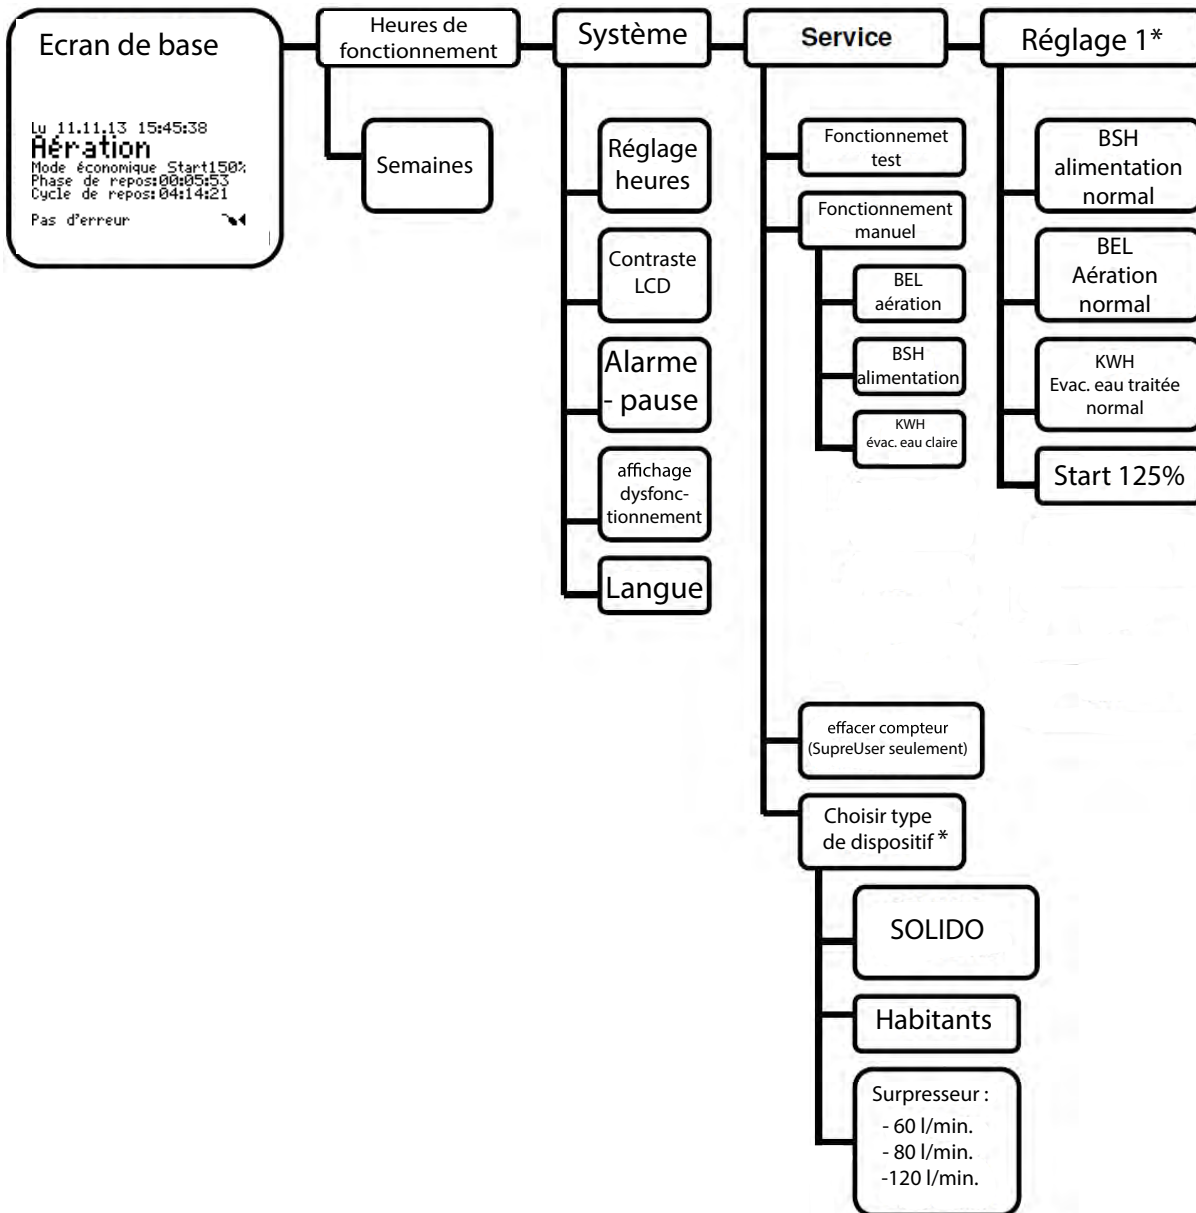 Ecran de base
Lu 11.11.13 15:45:38
Aération
Mode économique Start150%
Phase de repos:00:05:53
Cycle de repos:04:14:21
Pas d'erreur
Heures de
fonctionnement
Semaines
Système
Réglage
heures
Contraste
LCD
Alarme
- pause
affichage
dysfonc-
tionnement
Langue
Service
Fonctionnemet
test
Fonctionnement
manuel
BEL
aération
BSH
alimentation
KWH
évac. eau claire
effacer compteur
(SupreUser seulement)
Choisir type
de dispositif *
SOLIDO
Habitants
Surpresseur :
- 60 l/min.
- 80 l/min.
-120 l/min.
Réglage 1*
BSH
alimentation
normal
BEL
Aération
normal
KWH
Evac. eau traitée
normal
Start 125%